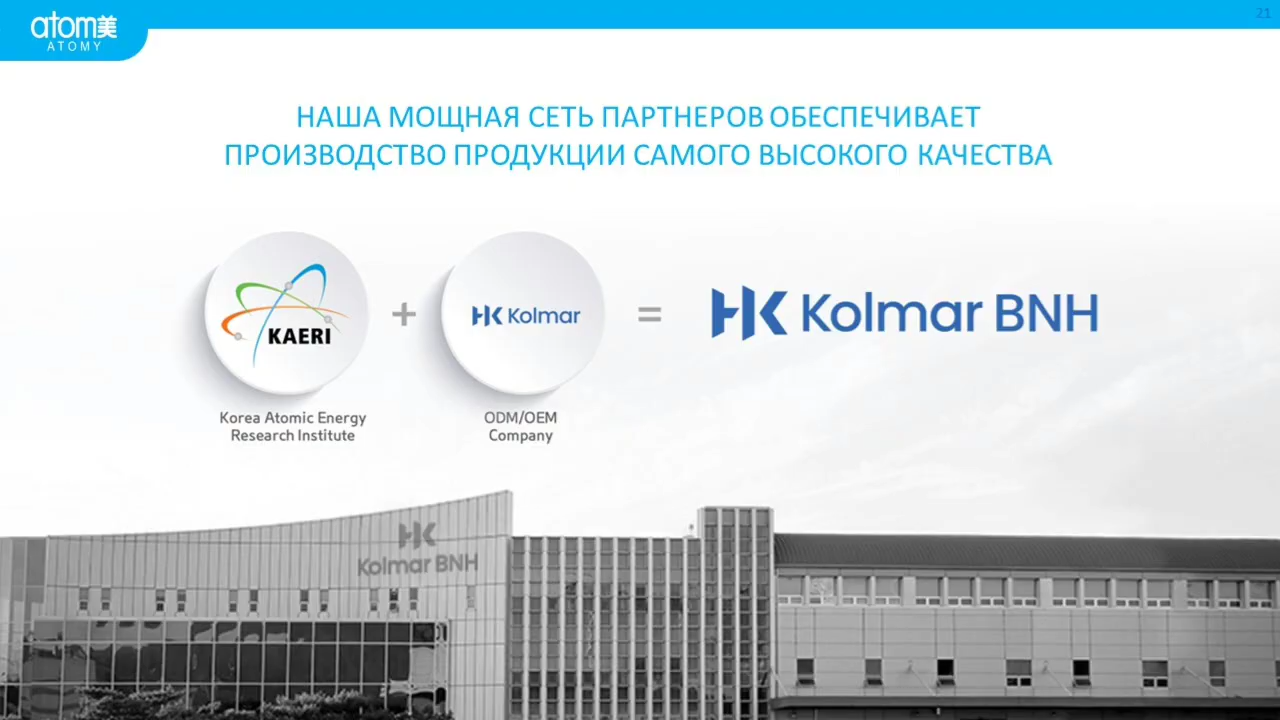 21
atom美
ATOMY
НАША МОЩНАЯ СЕТЬ ПАРТНЕРОВ ОБЕСПЕЧИВАЕТ
ПРОИЗВОДСТВО ПРОДУКЦИИ САМОГО ВЫСОКОГО КАЧЕСТВА
KAERI
+
Kolmar
=
Kolmar BNH
Korea Atomic Energy
Research Institute
ODM/OEM
Company
Kolmar BNH